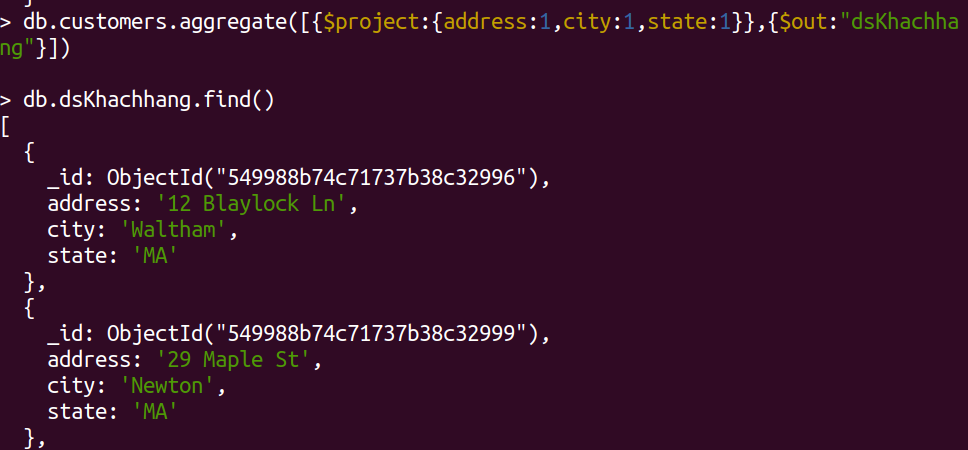 > db.customers.aggregate([{$project:{address:1,city:1,state:1}},{$out:"dsKhachha
ng"}])
> db.dsKhachhang.find()
[
  {
    _id: ObjectId("549988b74c71737b38c32996"),
    address: '12 Blaylock Ln',
    city: 'Waltham',
    state: 'MA'
  },
  {
    _id: ObjectId("549988b74c71737b38c32999"),
    address: '29 Maple St',
    city: 'Newton',
    state: 'MA'
  },